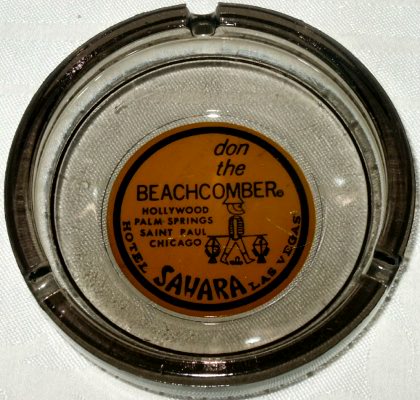 don
the
BEACHCOMBER®
HOLLYWOOD
PALM-SPRINGS
SAINT PAUL
CHICAGO
HOTEL SAHARA LAS VEGAS